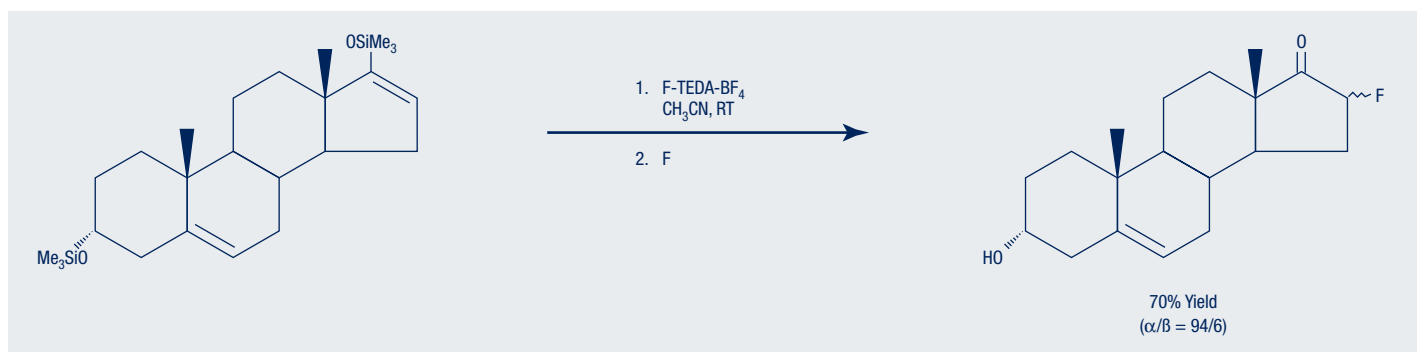 OSiMe₃
Me₃SiO
1. F-TEDA-BF₄
CH₃CN, RT
2. F
O
F
HO
70% Yield
(α/ß = 94/6)